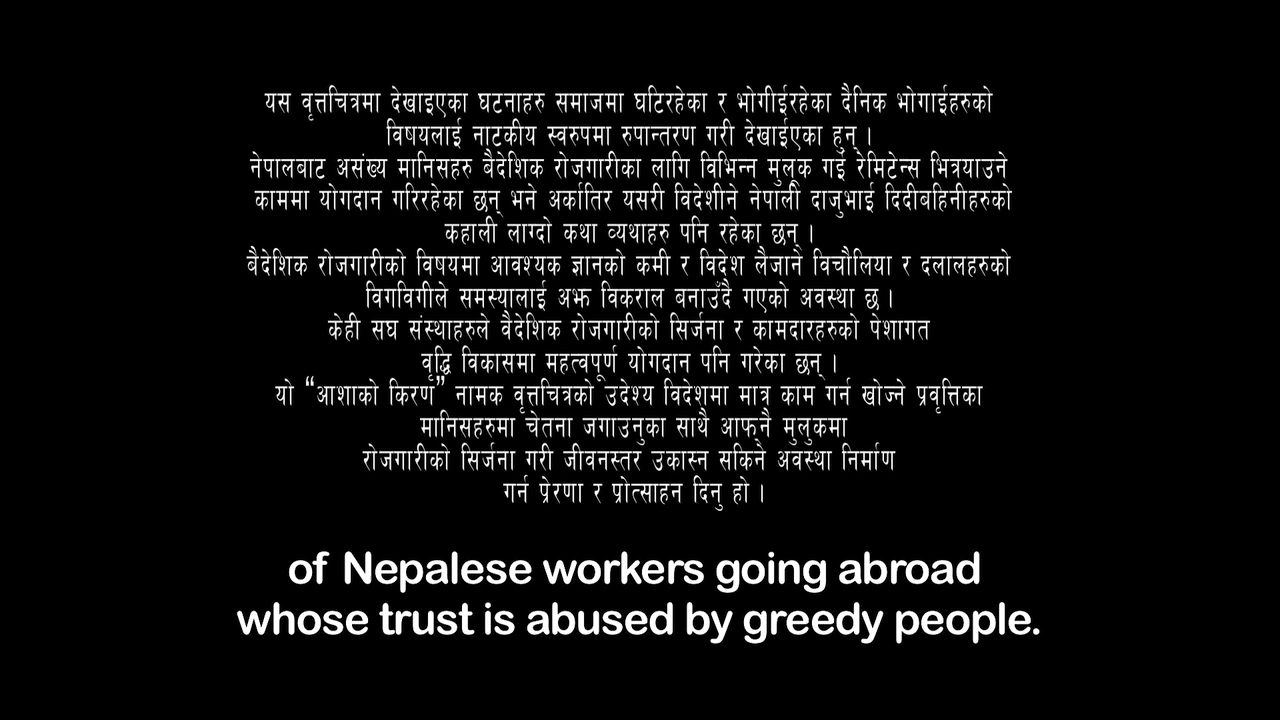 यस वृत्तचित्रमा देखाइएका घटनाहरु समाजमा घटिरहेका र भोगीईरहेका दैनिक भोगाईहरुको
विषयलाई नाटकीय स्वरुपमा रुपान्तरण गरी देखाईएका हुन् ।
नेपालबाट असंख्य मानिसहरु बैदेशिक रोजगारीका लागि विभिन्न मुलूक गई रेमिटेन्स भित्रयाउने
काममा योगदान गरिरहेका छन् भने अर्कातिर यसरी विदेशीने नेपाली दाजुभाई दिदीबहिनीहरुको
कहाली लाग्दो कथा व्यथाहरु पनि रहेका छन् ।
बैदेशिक रोजगारीको विषयमा आवश्यक ज्ञानको कमी र विदेश लैजाने विचौलिया र दलालहरुको
विगविगीले समस्यालाई अझ विकराल बनाउँदै गएको अवस्था छ ।
केही सघ संस्थाहरुले वैदेशिक रोजगारीको सिर्जना र कामदारहरुको पेशागत
वृद्धि विकासमा महत्वपूर्ण योगदान पनि गरेका छन् ।
यो “आशाको किरण” नामक वृत्तचित्रको उदेश्य विदेशमा मात्र काम गर्न खोज्ने प्रवृत्तिका
मानिसहरुमा चेतना जगाउनुका साथै आफ्नै मुलुकमा
रोजगारीको सिर्जना गरी जीवनस्तर उकास्न सकिने अवस्था निर्माण
गर्न प्रेरणा र प्रोत्साहन दिनु हो ।
of Nepalese workers going abroad
whose trust is abused by greedy people.